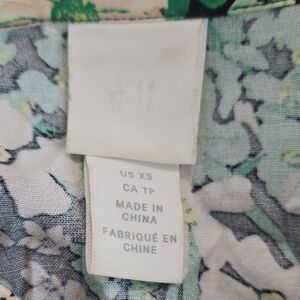 US XS
CA TP
MADE IN
CHINA
FABRIQUÉ EN
CHINE